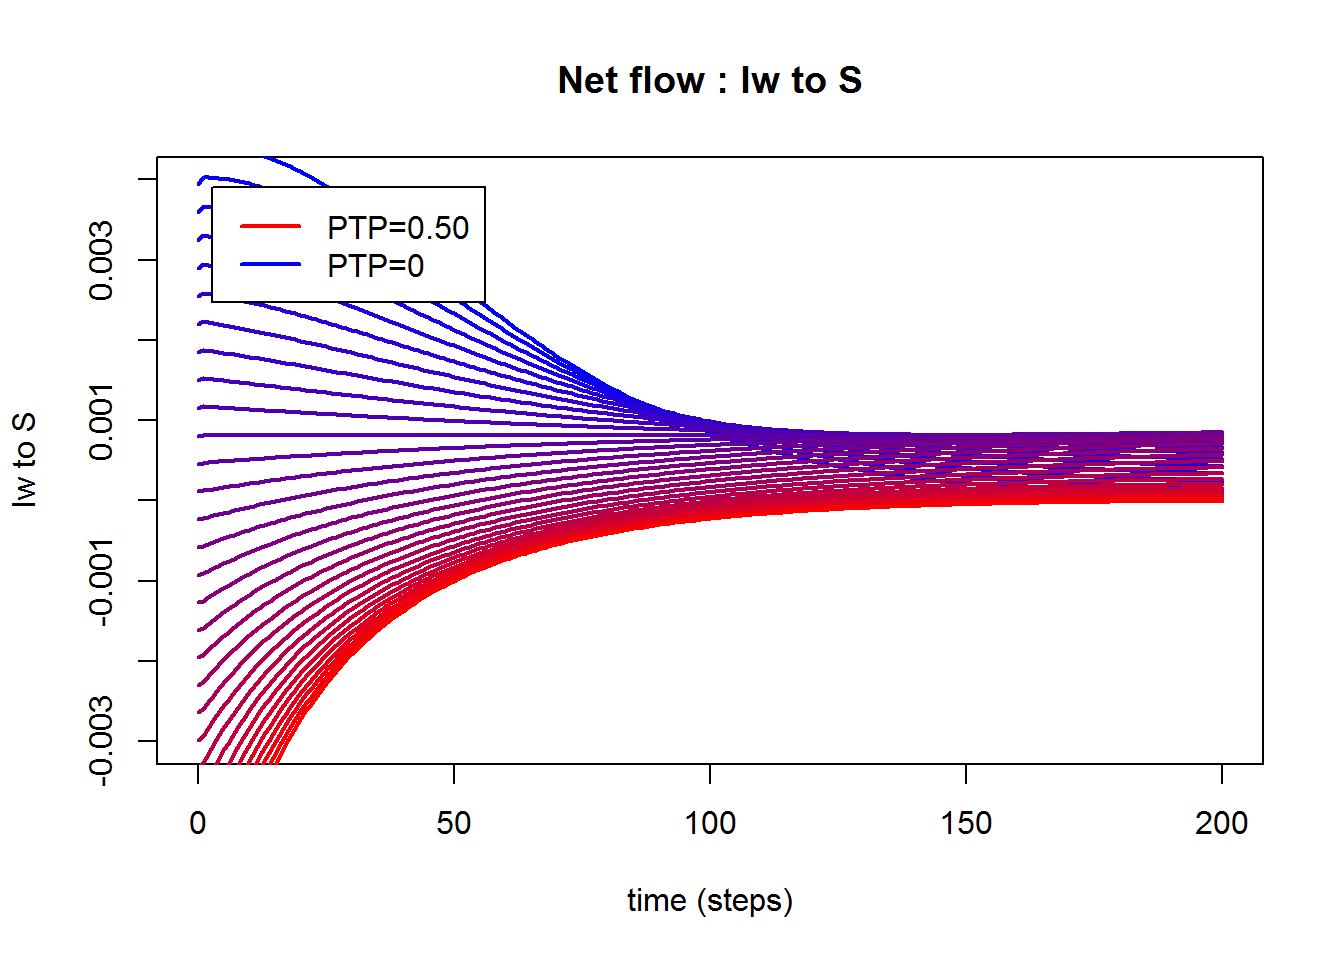 Net flow : Iw to S
PTP=0.50
PTP=0
0.003
0.001
-0.001
-0.003
Iw to S
0 50 100 150 200
time (steps)